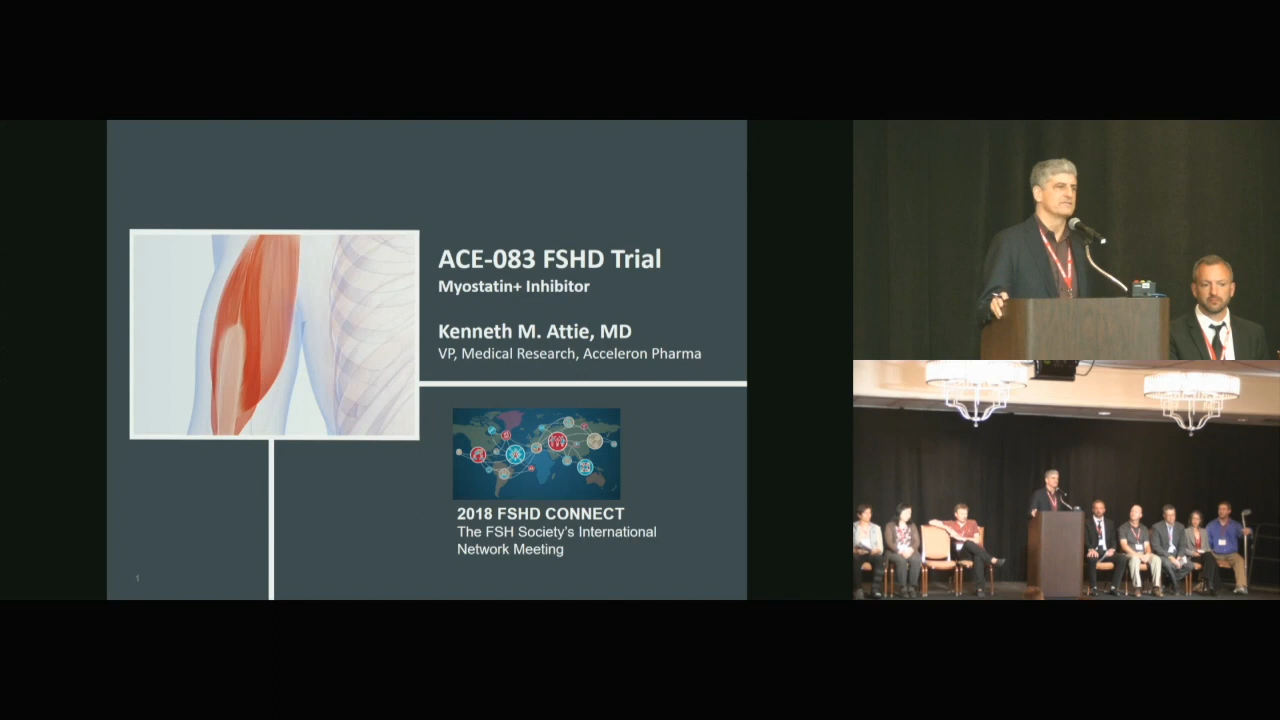 ACE-083 FSHD Trial
Myostatin+ Inhibitor
Kenneth M. Attie, MD
VP, Medical Research, Acceleron Pharma
2018 FSHD CONNECT
The FSH Society's International
Network Meeting
1